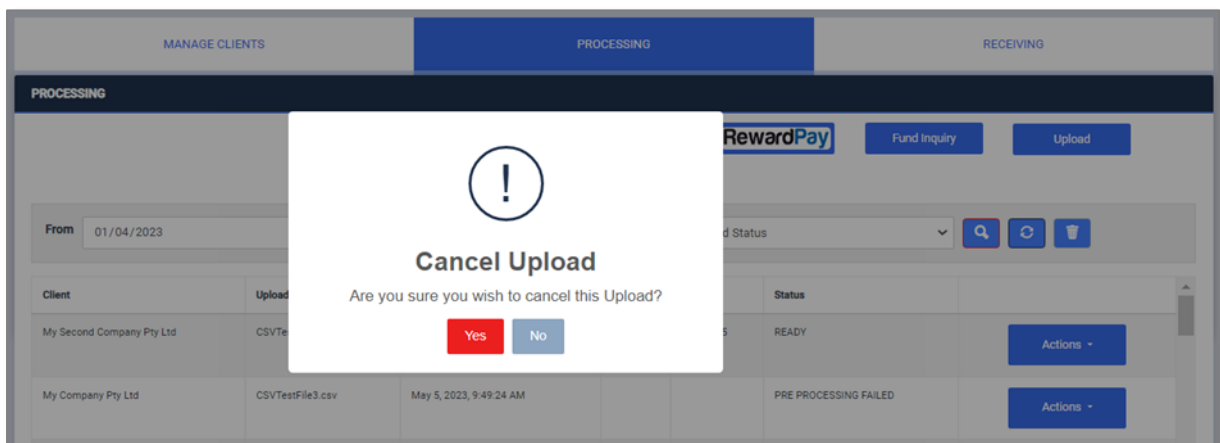 MANAGE CLIENTS
PROCESSING
RECEIVING
PROCESSING
RewardPay
Fund Inquiry
Upload
!
From
01/04/2023
d Status
Cancel Upload
Are you sure you wish to cancel this Upload?
Yes
No
Client
Upload
Status
My Second Company Pty Ltd
CSVTe
5
READY
Actions
My Company Pty Ltd
CSVTestFile3.csv
May 5, 2023, 9:49:24 AM
PRE PROCESSING FAILED
Actions